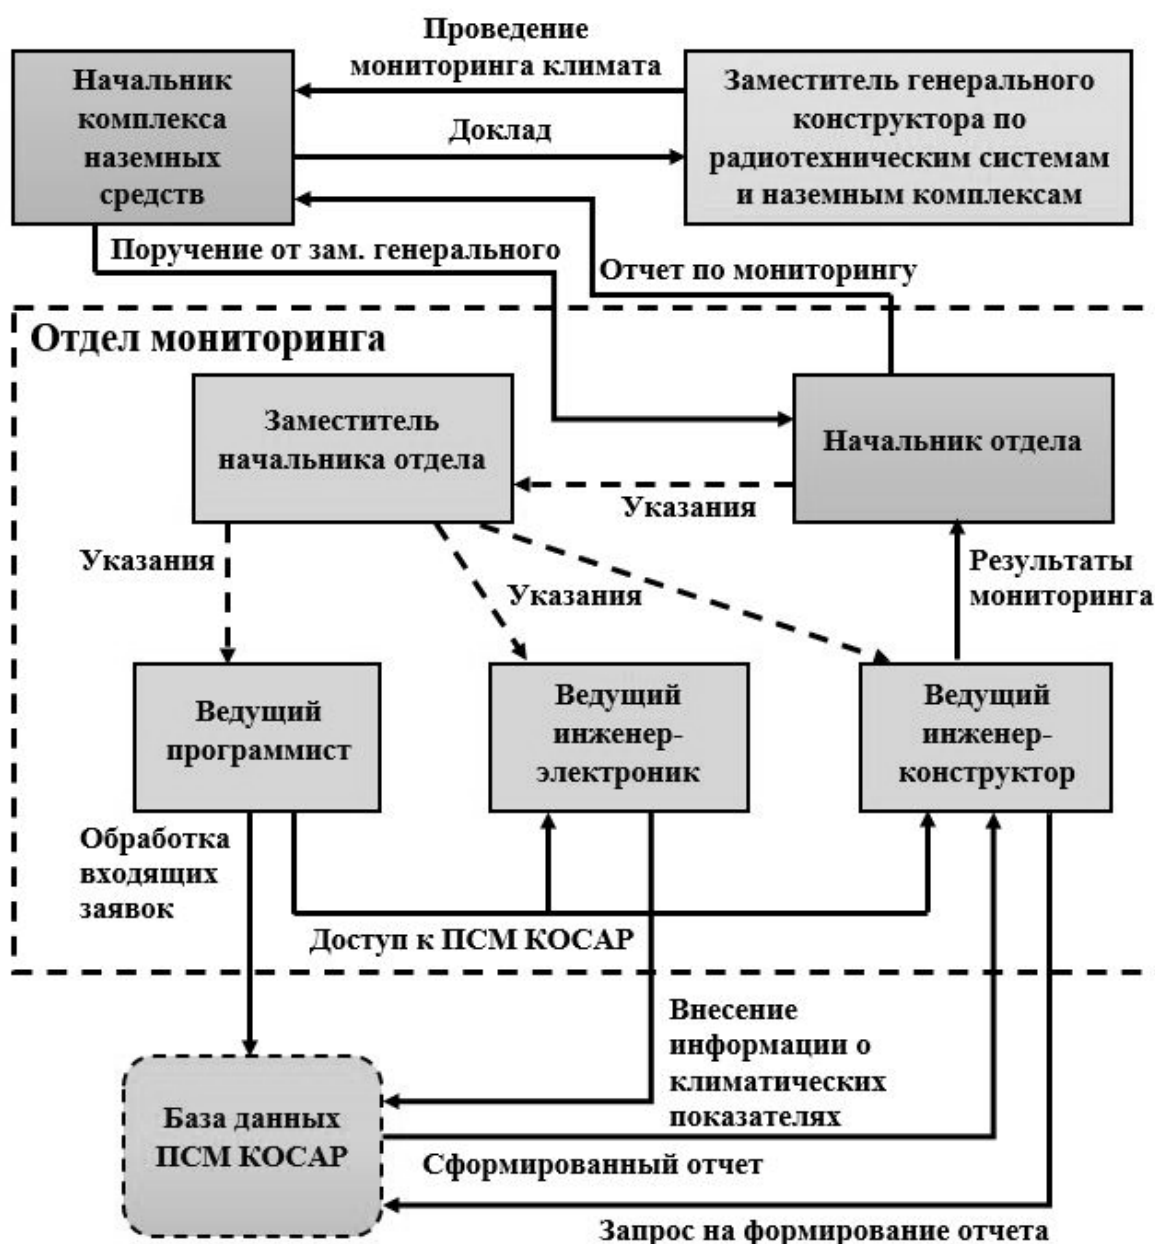 Проведение
мониторинга климата
Начальник
комплекса
наземных
средств
Заместитель генерального
конструктора по
радиотехническим системам
и наземным комплексам
Доклад
Поручение от зам. генерального
Отчет по мониторингу
Отдел мониторинга
Заместитель
начальника отдела
Начальник отдела
Указания
Указания
Указания
Результаты
мониторинга
Ведущий
программист
Ведущий
инженер-
электроник
Ведущий
инженер-
конструктор
Обработка
входящих
заявок
Доступ к ПСМ КОСАР
Внесение
информации о
климатических
показателях
База данных
ПСМ КОСАР
Сформированный отчет
Запрос на формирование отчета